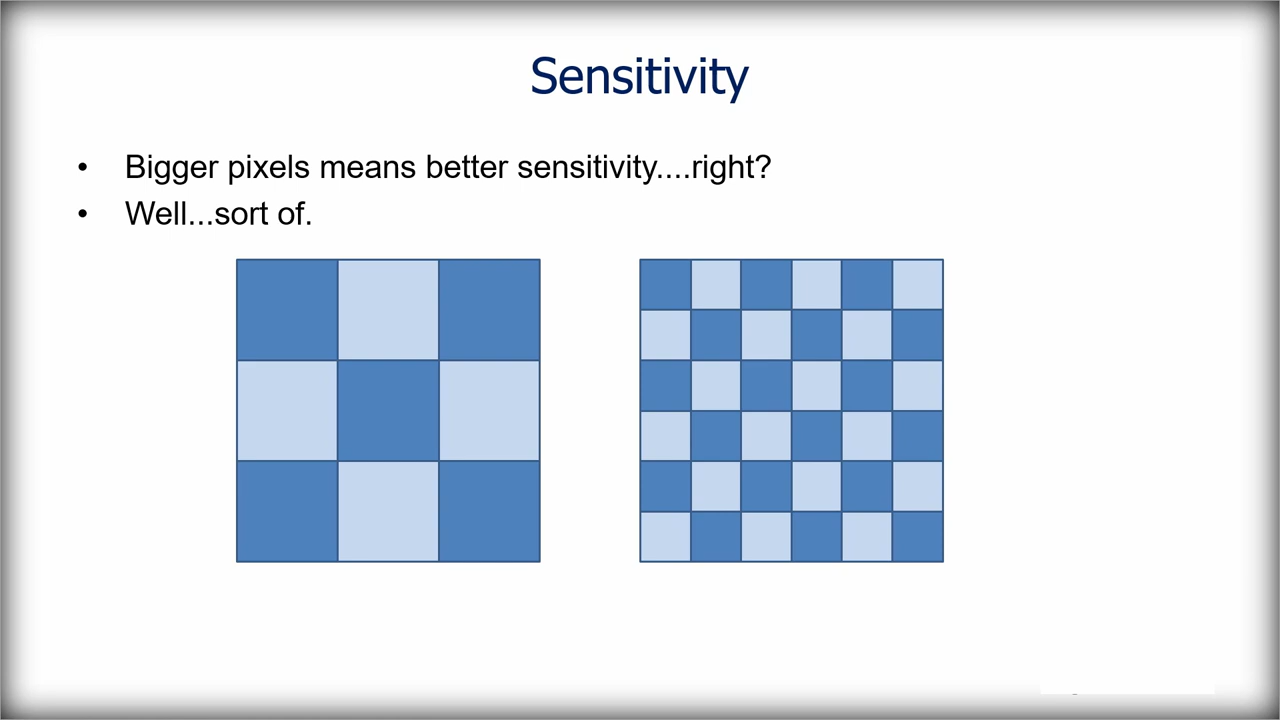 Sensitivity
• Bigger pixels means better sensitivity....right?
• Well...sort of.